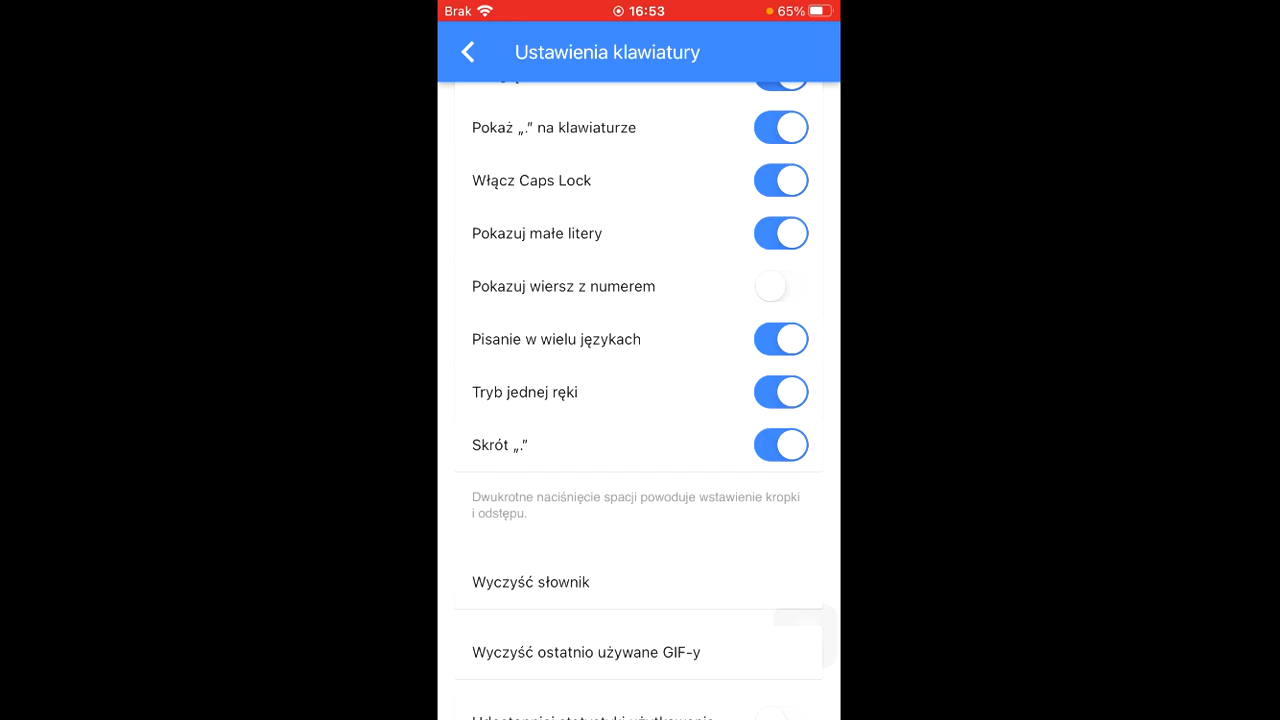 Brak 16:53 65%
Ustawienia klawiatury
Pokaż „.” na klawiaturze
Włącz Caps Lock
Pokazuj małe litery
Pokazuj wiersz z numerem
Pisanie w wielu językach
Tryb jednej ręki
Skrót „.”
Dwukrotne naciśnięcie spacji powoduje wstawienie kropki
i odstępu.
Wyczyść słownik
Wyczyść ostatnio używane GIF-y